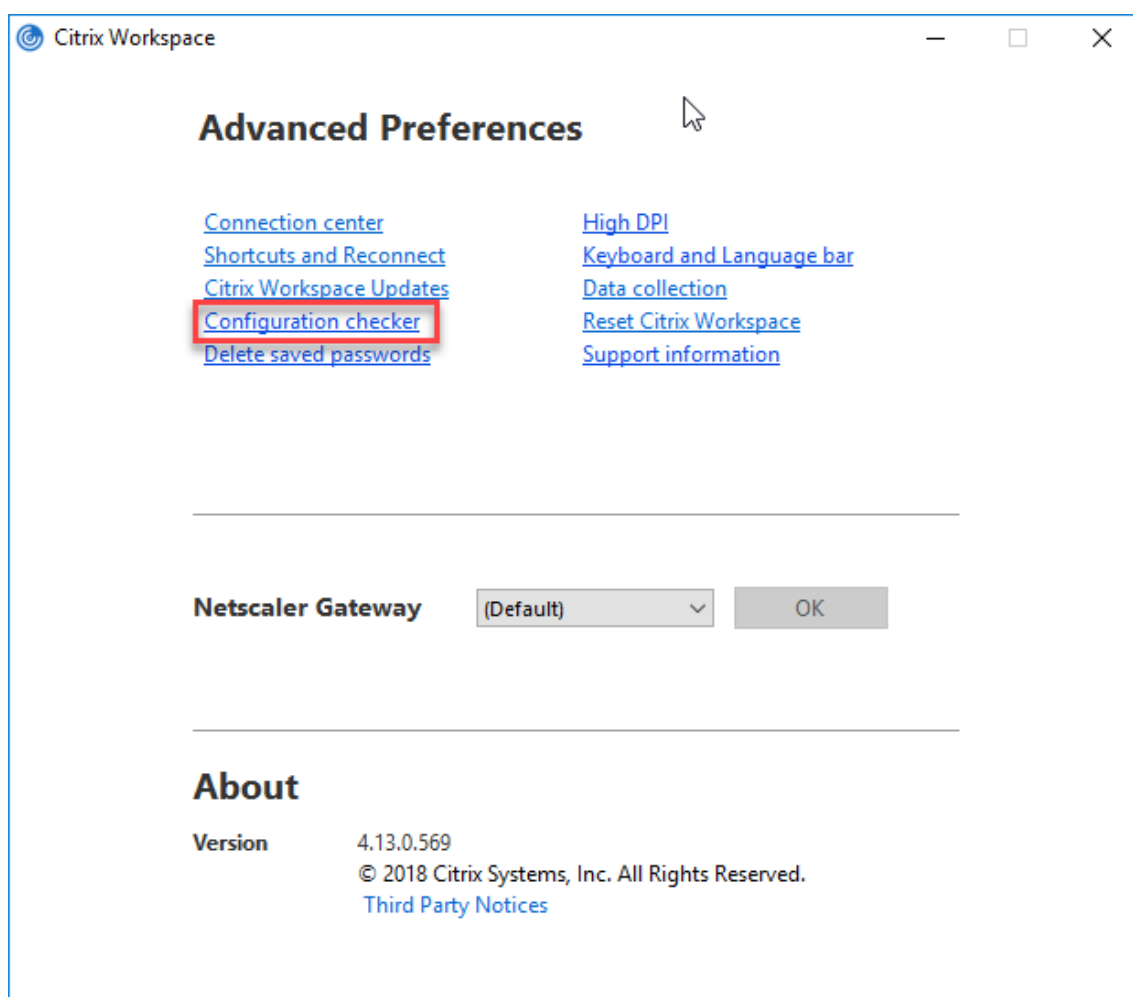 Citrix Workspace
Advanced Preferences
Connection center
Shortcuts and Reconnect
Citrix Workspace Updates
Configuration checker
Delete saved passwords
High DPI
Keyboard and Language bar
Data collection
Reset Citrix Workspace
Support information
Netscaler Gateway (Default) OK
About
Version 4.13.0.569
© 2018 Citrix Systems, Inc. All Rights Reserved.
Third Party Notices